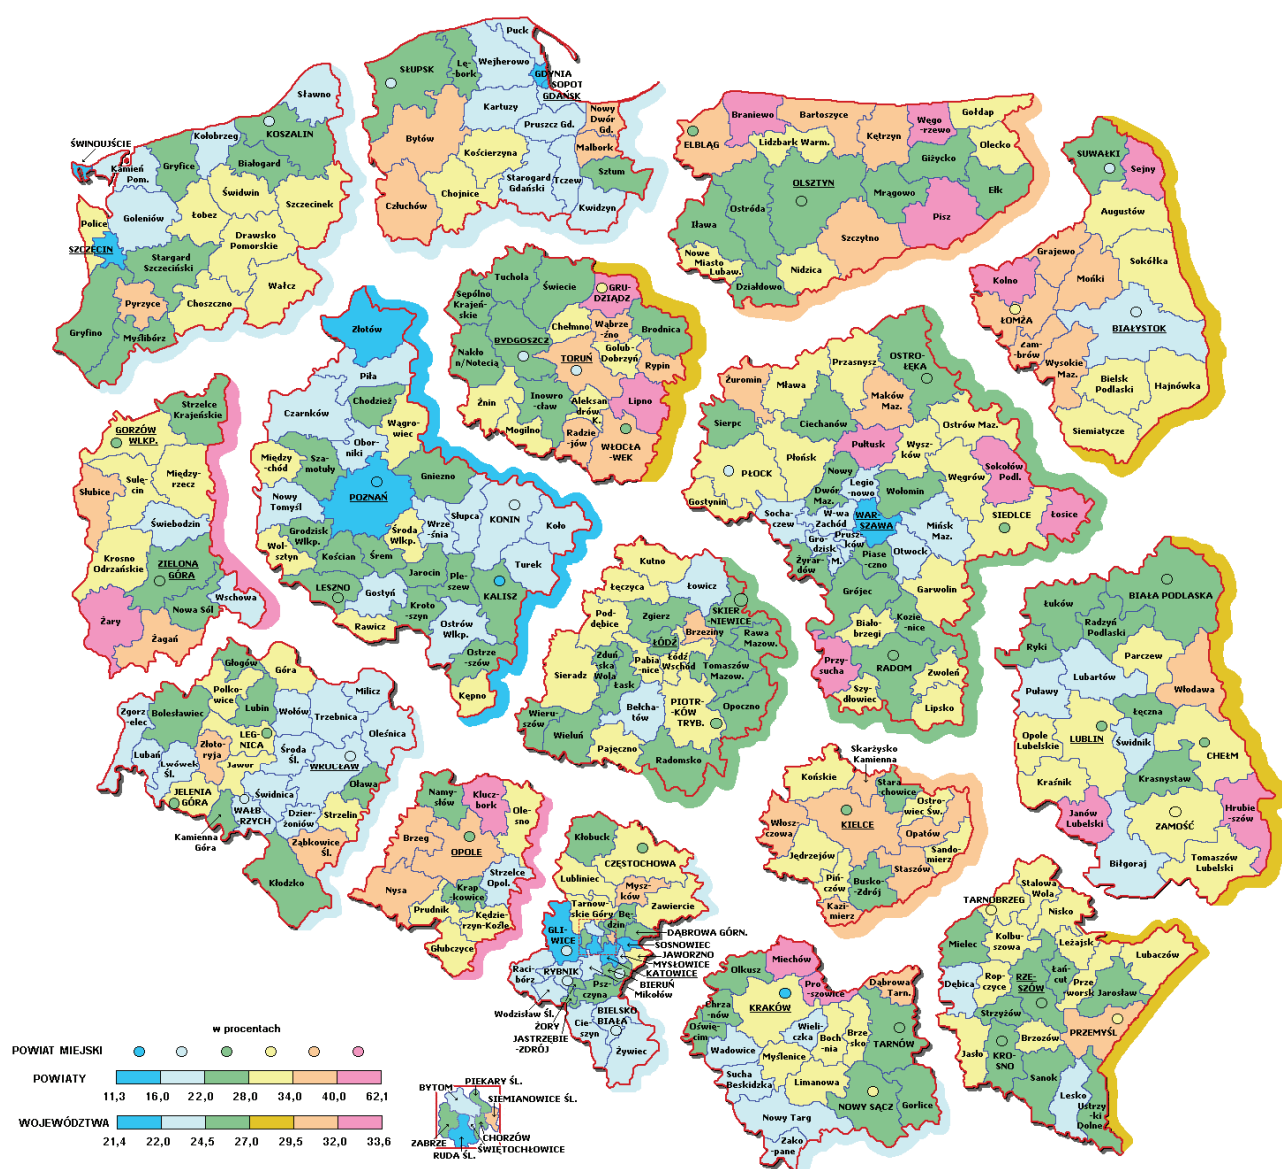 Puck
SŁUPSK
Lę-
-bork
Wejherowo
GDYNIA
SOPOT
GDAŃSK
Kartuzy
Pruszcz Gd.
Nowy
Dwór
Gd.
Malbork
Bytów
Kościerzyna
Sztum
Starogard
Gdański
Tczew
Człuchów
Chojnice
Kwidzyn
Sławno
KOSZALIN
Kołobrzeg
Białogard
ŚWINOUJŚCIE
Kamień
Pom.
Gryfice
Świdwin
Szczecinek
Goleniów
Łobez
Police
SZCZECIN
Drawsko
Pomorskie
Stargard
Szczeciński
Wałcz
Pyrzyce
Choszczno
Gryfino
Myślibórz
Braniewo
Bartoszyce
Węgo
-rzewo
Gołdap
ELBLĄG
Lidzbark Warm.
Kętrzyn
Olecko
Giżycko
OLSZTYN
Mrągowo
Ełk
Ostróda
Pisz
Iława
Szczytno
Nowe
Miasto
Lubaw.
Nidzica
Działdowo
SUWAŁKI
Sejny
Augustów
Grajewo
Sokółka
Kolno
Mońki
ŁOMŻA
BIAŁYSTOK
Zam-
brów
Wysokie
Maz.
Bielsk
Podlaski
Hajnówka
Siemiatycze
Tuchola
Świecie
GRU-
DZIĄDZ
Sępólno
Krajeń-
skie
Chełmno
Wąbrze
-źno
Brodnica
BYDGOSZCZ
Golub-
Dobrzyń
Nakło
n/Notecią
TORUŃ
Rypin
Inowro
-cław
Aleksan
drów
K.
Lipno
Żnin
Mogilno
Radzie
-jów
WŁOCŁA
-WEK
Złotów
Piła
Chodzież
Czarnków
Wągro-
wiec
Obor-
niki
Między
-chód
Sza-
motuły
Gniezno
POZNAŃ
Nowy
Tomyśl
Słupca
KONIN
Koło
Grodzisk
Wlkp.
Środa
Wlkp.
Wrze
-śnia
Wol-
sztyn
Kościan
Śrem
Turek
LESZNO
Jarocin
Ple-
szew
KALISZ
Gostyń
Kroto
-szyn
Rawicz
Ostrów
Wlkp.
Ostrze
-szów
Kępno
Strzelce
Krajeńskie
GORZÓW
WLKP.
Sulę-
cin
Między-
rzecz
Słubice
Świebodzin
Krosno
Odrzańskie
ZIELONA
GÓRA
Nowa Sól
Wschowa
Żary
Żagań
Żuromin
Mława
Przasnysz
OSTRO-
ŁĘKA
Maków
Maz.
Sierpc
Ciechanów
Ostrów Maz.
Pułtusk
Wysz-
ków
PŁOCK
Płońsk
Sokołów
Podl.
Nowy
Dwór
Maz.
Legio
-nowo
Wołomin
Węgrów
Gostynin
SIEDLCE
Łosice
Socha-
czew
W-wa
Zachód
WAR-
SZAWA
Mińsk
Maz.
Gro-
dzisk
M.
Prusz-
ków
Otwock
Żyrar-
dów
Piase
-czno
Garwolin
Grójec
Biało-
brzegi
Kozie-
nice
Przy-
sucha
RADOM
Zwoleń
Szy-
dłowiec
Lipsko
Kutno
Łęczyca
Łowicz
Pod-
dębice
Zgierz
SKIER
-NIEWICE
Brzeziny
Rawa
Mazow.
ŁÓDŹ
Sieradz
Zduń
ska
Wola
Pabia
-nice
Łódź
Wschód
Tomaszów
Mazow.
Łask
Bełcha-
tów
PIOTR-
KÓW
TRYB.
Opoczno
Wieru-
szów
Wieluń
Pajęczno
Radomsko
BIAŁA PODLASKA
Łuków
Radzyń
Podlaski
Ryki
Parczew
Lubartów
Puławy
Włodawa
Łęczna
Opole
Lubelskie
LUBLIN
Świdnik
CHEŁM
Kraśnik
Krasnystaw
Janów
Lubelski
ZAMOŚĆ
Hrubie
-szów
Biłgoraj
Tomaszów
Lubelski
Głogów
Góra
Milicz
Polko-
wice
Zgorz
-elec
Bolesławiec
Lubin
Wołów
Trzebnica
Oleśnica
Lubań
Złoto-
ryja
LEG-
NICA
Środa
Śl.
WROCŁAW
Lwówek
Śl.
Jawor
Oława
JELENIA
GÓRA
Świdnica
WAŁB
RZYCH
Dzier-
żoniów
Strzelin
Kamienna
Góra
Ząbkowice
Śl.
Kłodzko
Namy-
słów
Klucz-
bork
Ole-
sno
Brzeg
OPOLE
Strzelce
Opol.
Nysa
Krap
-kowice
Prudnik
Kędzie-
rzyn-Koźle
Głubczyce
Skarżysko
Kamienna
Końskie
Stara
chowice
Ostro-
wiec Św.
Włosz-
czowa
KIELCE
Opatów
Jędrzejów
Sando-
mierz
Piń-
czów
Busko-
Zdrój
Staszów
Kazi-
mierz
Kłobuck
CZĘSTOCHOWA
Lubliniec
Mysz-
ków
Zawiercie
Tarnow
-skie Góry
Bę-
dzin
DĄBROWA GÓRN.
SOSNOWIEC
GLI-
WICE
JAWORZNO
MYSŁOWICE
KATOWICE
Raci-
bórz
RYBNIK
BIERUŃ
Mikołów
Psz-
czyna
Wodzisław Śl.
ŻORY
JASTRZĘBIE
-ZDRÓJ
Cie-
szyn
BIELSKO
BIAŁA
Żywiec
Miechów
Olkusz
Pro-
szowice
Dąbrowa
Tarn.
Chrza
-nów
KRAKÓW
Oświę-
cim
Wieli-
czka
Boch-
nia
Brze-
sko
TARNÓW
Wadowice
Myślenice
Sucha
Beskidzka
Limanowa
NOWY SĄCZ
Gorlice
Nowy Targ
Zako-
pane
Stalowa
Wola
TARNOBRZEG
Nisko
Mielec
Kolbu-
szowa
Leżajsk
Lubaczów
Dębica
Rop-
czyce
RZE-
SZÓW
Łań-
cut
Prze
worsk
Jarosław
Strzyżów
PRZEMYŚL
Jasło
KRO-
SNO
Brzozów
Sanok
Lesko
Ustrzy
-ki
Dolne
w procentach
POWIAT MIEJSKI
POWIATY
11,3 16,0 22,0 28,0 34,0 40,0 62,1
WOJEWÓDZTWA
21,4 22,0 24,5 27,0 29,5 32,0 33,6
BYTOM
PIEKARY ŚL.
SIEMIANOWICE ŚL.
ZABRZE
CHORZÓW
ŚWIĘTOCHŁOWICE
RUDA ŚL.